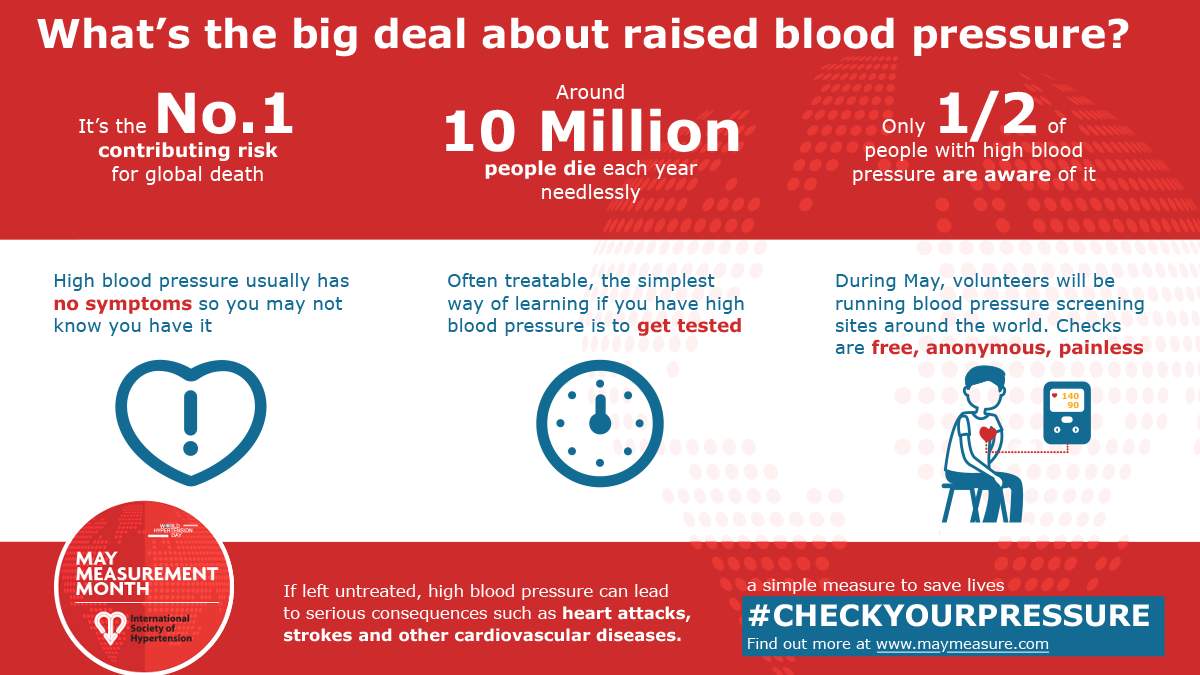 What's the big deal about raised blood pressure?
It's the No.1
contributing risk
for global death
Around
10 Million
people die each year
needlessly
Only 1/2 of
people with high blood
pressure are aware of it
High blood pressure usually has
no symptoms so you may not
know you have it
Often treatable, the simplest
way of learning if you have high
blood pressure is to get tested
During May, volunteers will be
running blood pressure screening
sites around the world. Checks
are free, anonymous, painless
140
90
WORLD
HYPERTENSION
DAY
MAY
MEASUREMENT
MONTH
International
Society of
Hypertension
If left untreated, high blood pressure can lead
to serious consequences such as heart attacks,
strokes and other cardiovascular diseases.
a simple measure to save lives
#CHECKYOURPRESSURE
Find out more at www.maymeasure.com